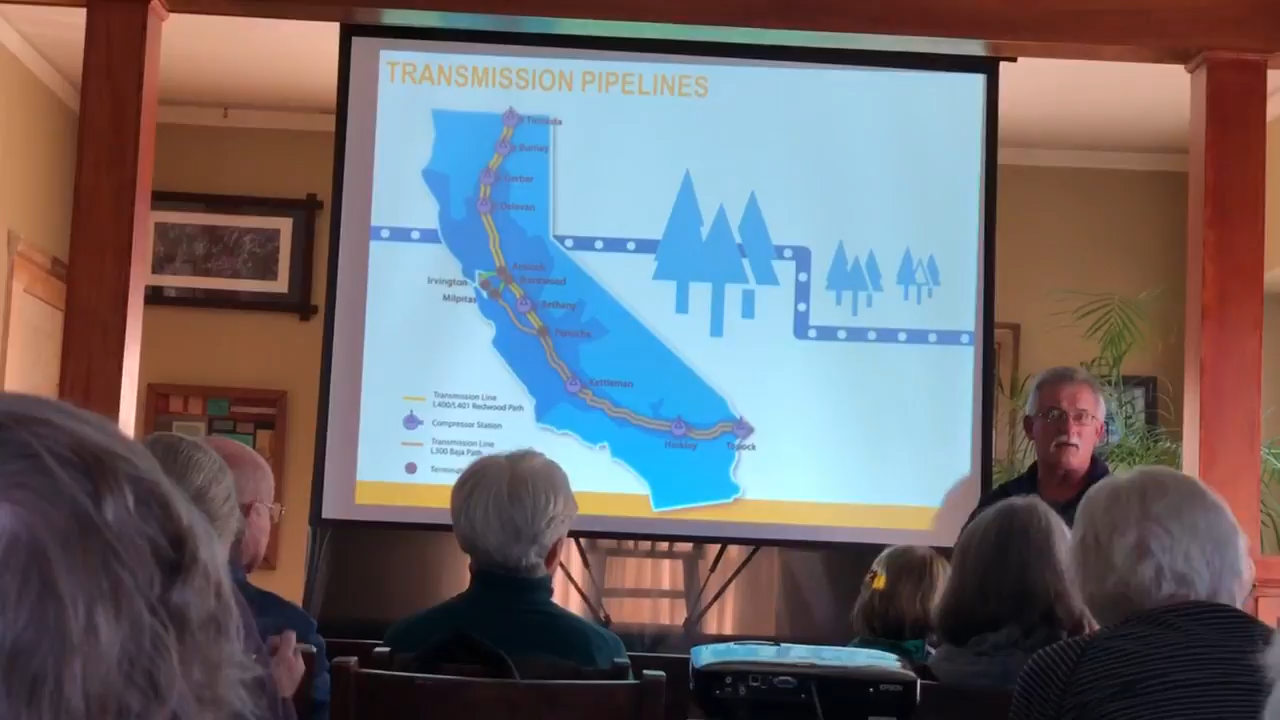 TRANSMISSION PIPELINES
Burney
Gerber
Delevan
Antioch
Brentwood
Irvington
Bethany
Milpitas
Panoche
Kettleman
Hinkley
Topock
Transmission Line
L400/L401 Redwood Path
Compressor Station
Transmission Line
L300 Baja Path
EPSON